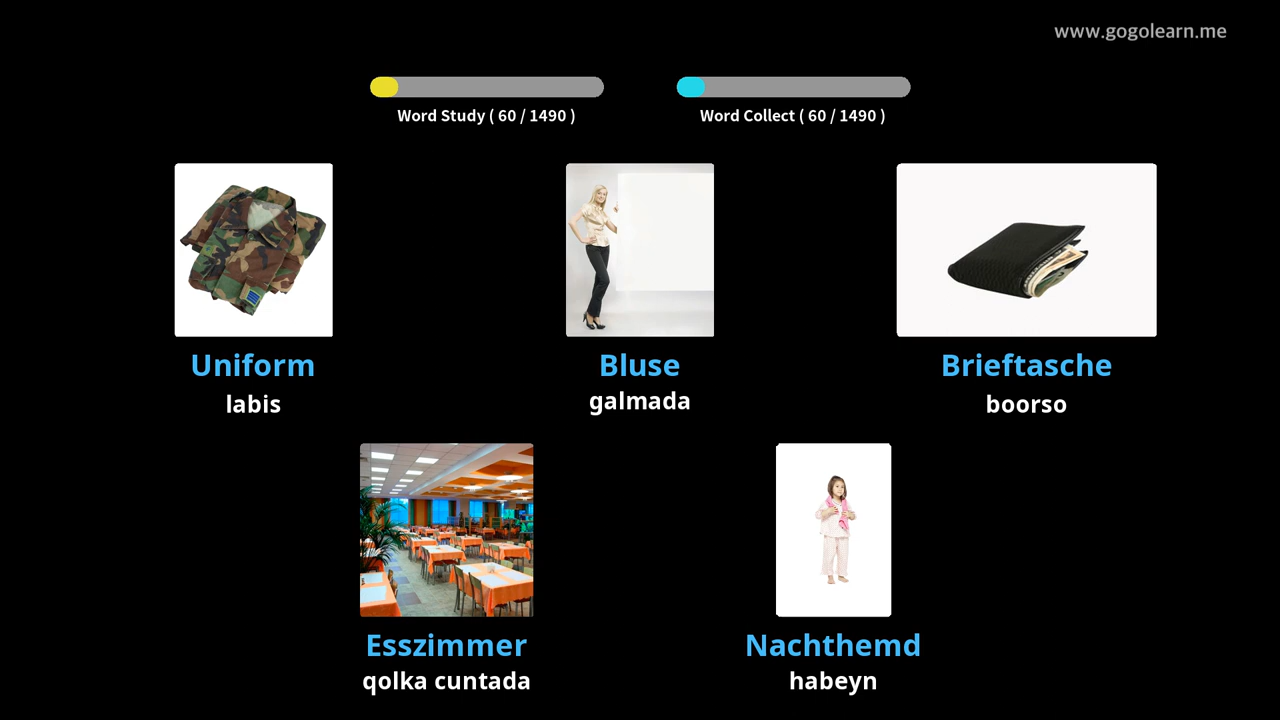 www.gogolearn.me
Word Study ( 60 / 1490 )
Word Collect ( 60 / 1490 )
Uniform
labis
Bluse
galmada
Brieftasche
boorso
Esszimmer
qolka cuntada
Nachthemd
habeyn